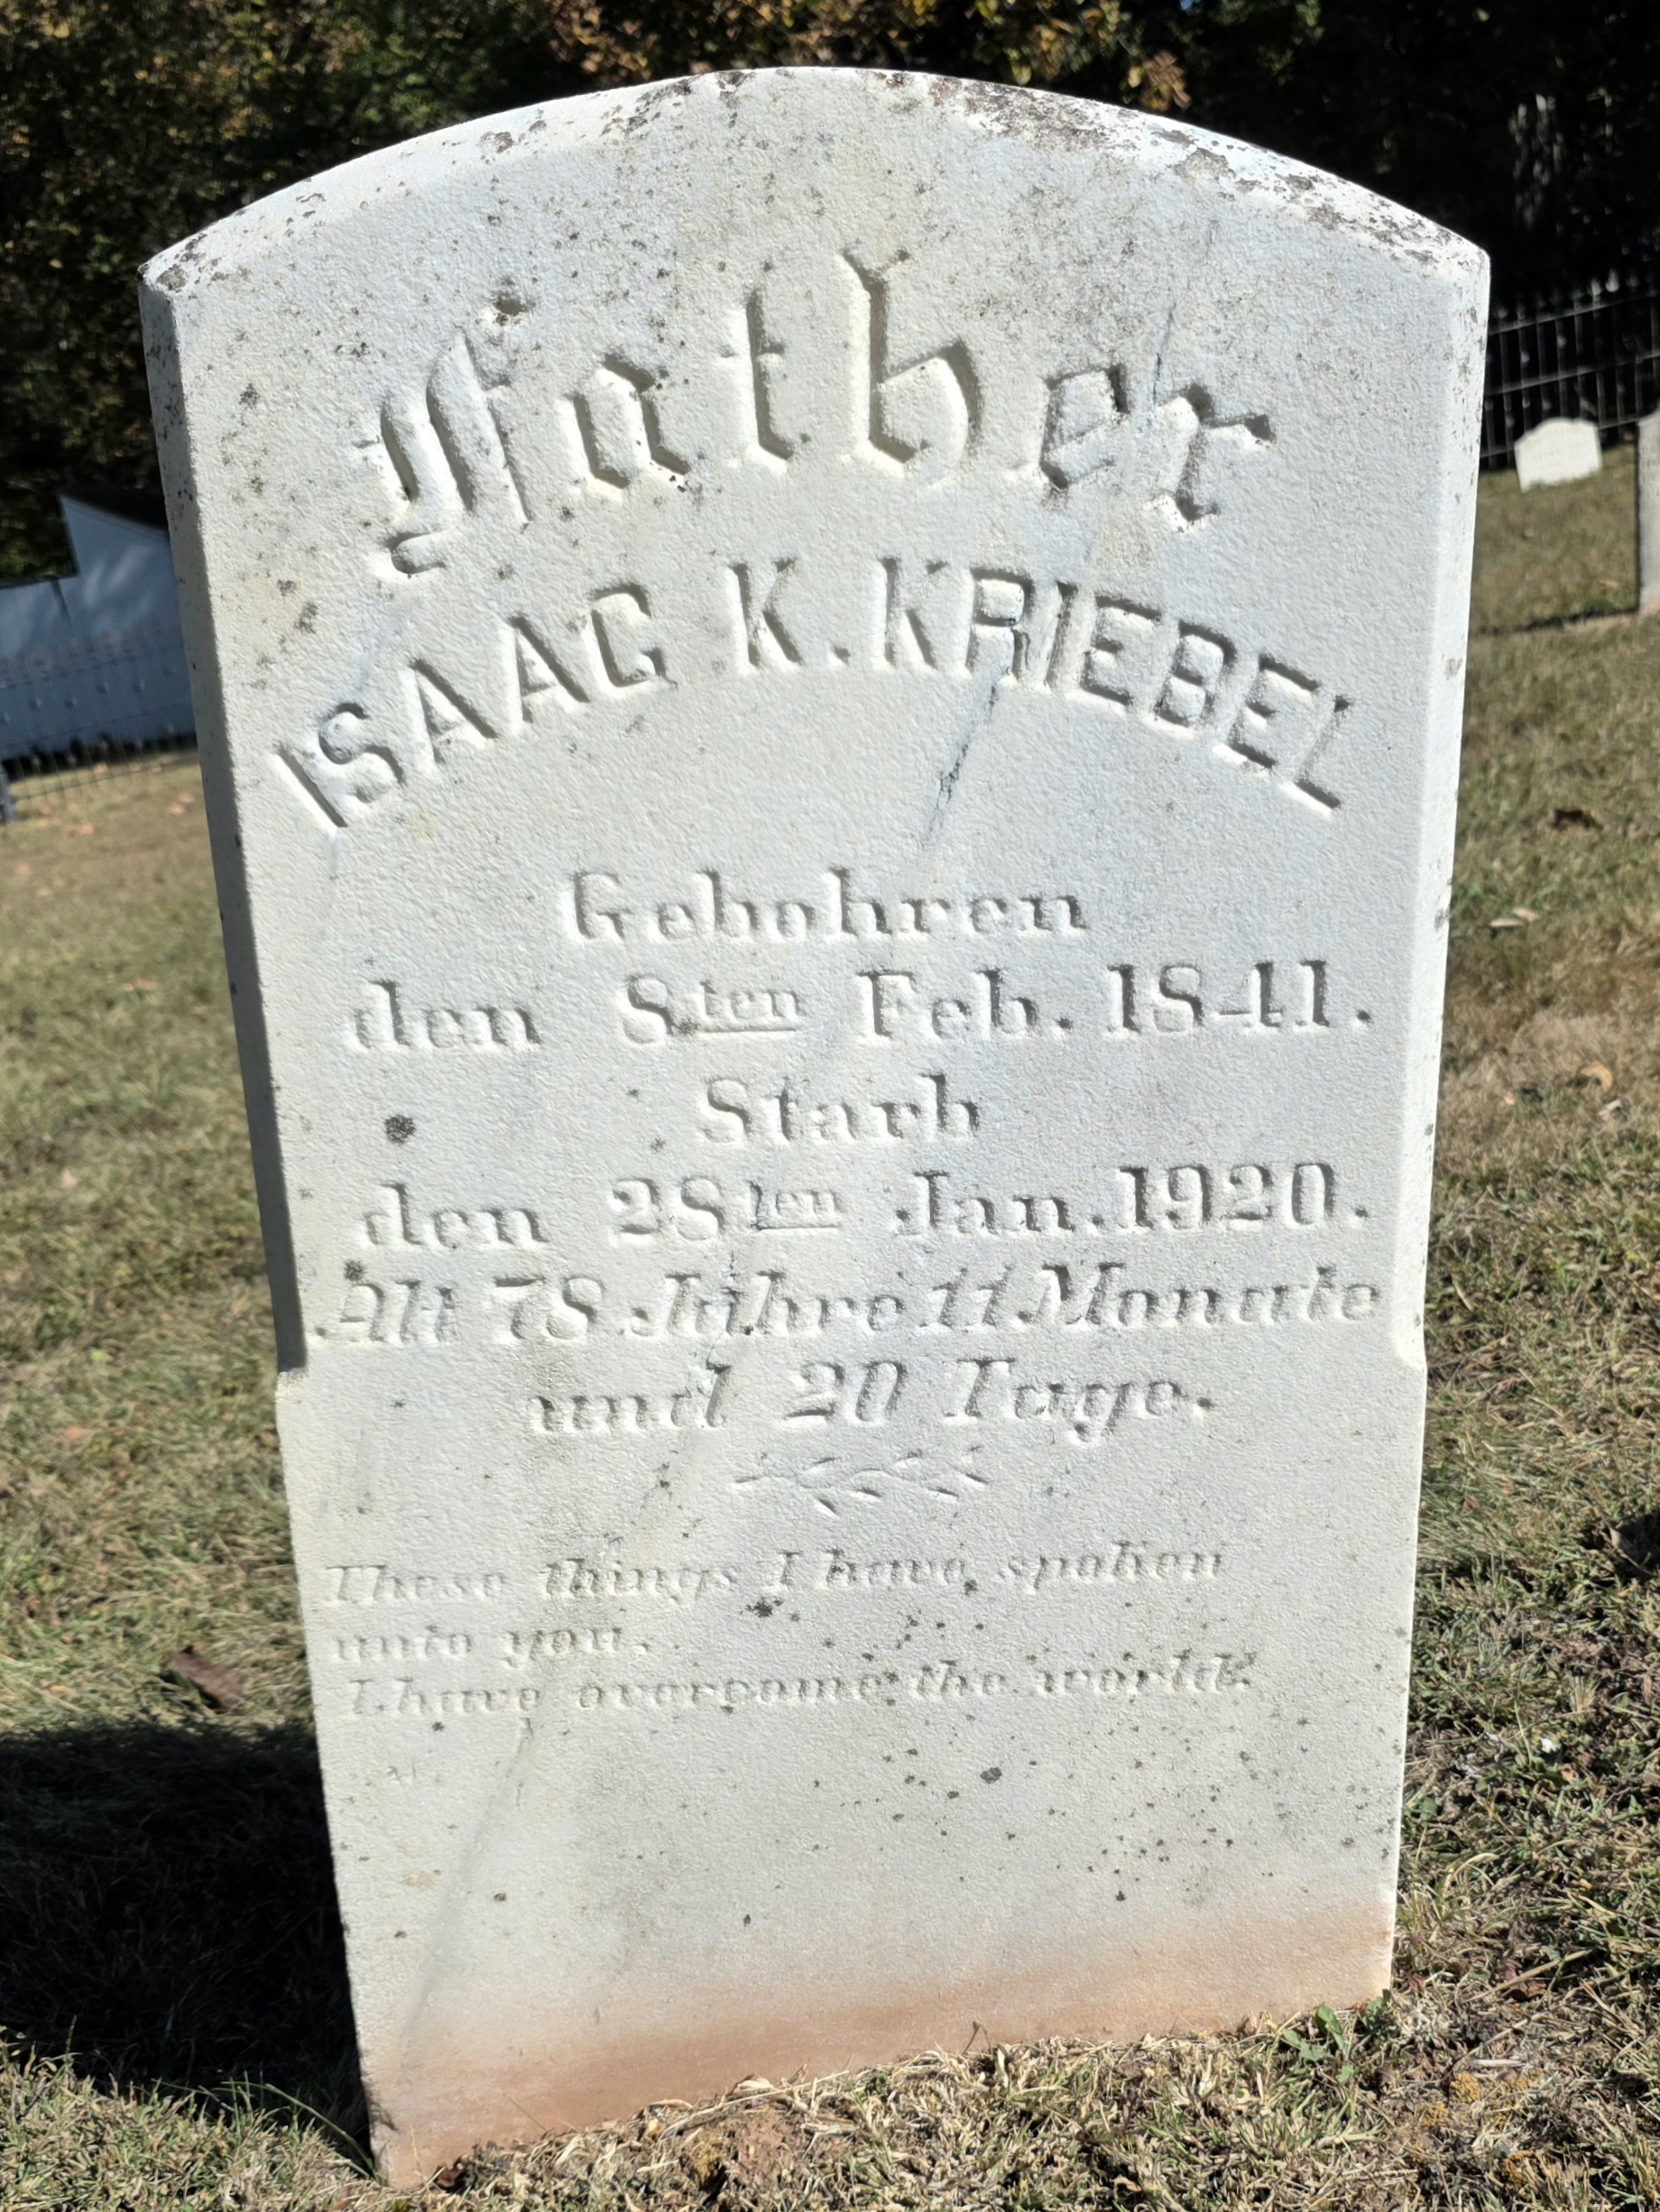 Father
ISAAC K. KRIEBEL
Gebohren
den 8ten Feb. 1841.
Starb
den 28ten Jan. 1920.
Alt 78 Jahre 11 Monate
und 20 Tage.
These things I have spoken
unto you,
I have overcome the world.